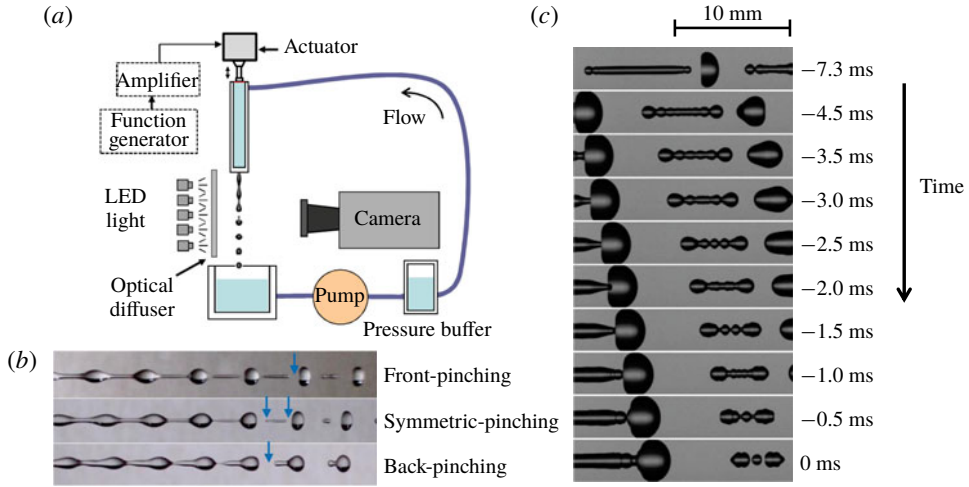 (a)
Actuator
Amplifier
Function
generator
Flow
LED
light
Camera
Optical
diffuser
Pump
Pressure buffer
(b)
Front-pinching
Symmetric-pinching
Back-pinching
(c)
10 mm
−7.3 ms
−4.5 ms
−3.5 ms
−3.0 ms
Time
−2.5 ms
−2.0 ms
−1.5 ms
−1.0 ms
−0.5 ms
0 ms